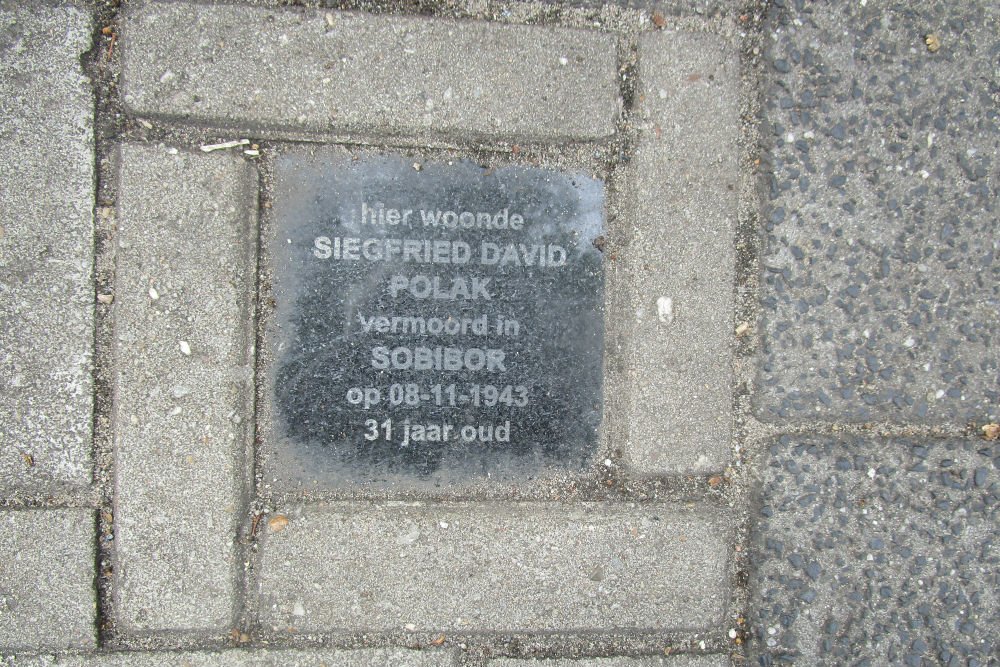 hier woonde
SIEGFRIED DAVID
POLAK
vermoord in
SOBIBOR
op 08-11-1943
31 jaar oud